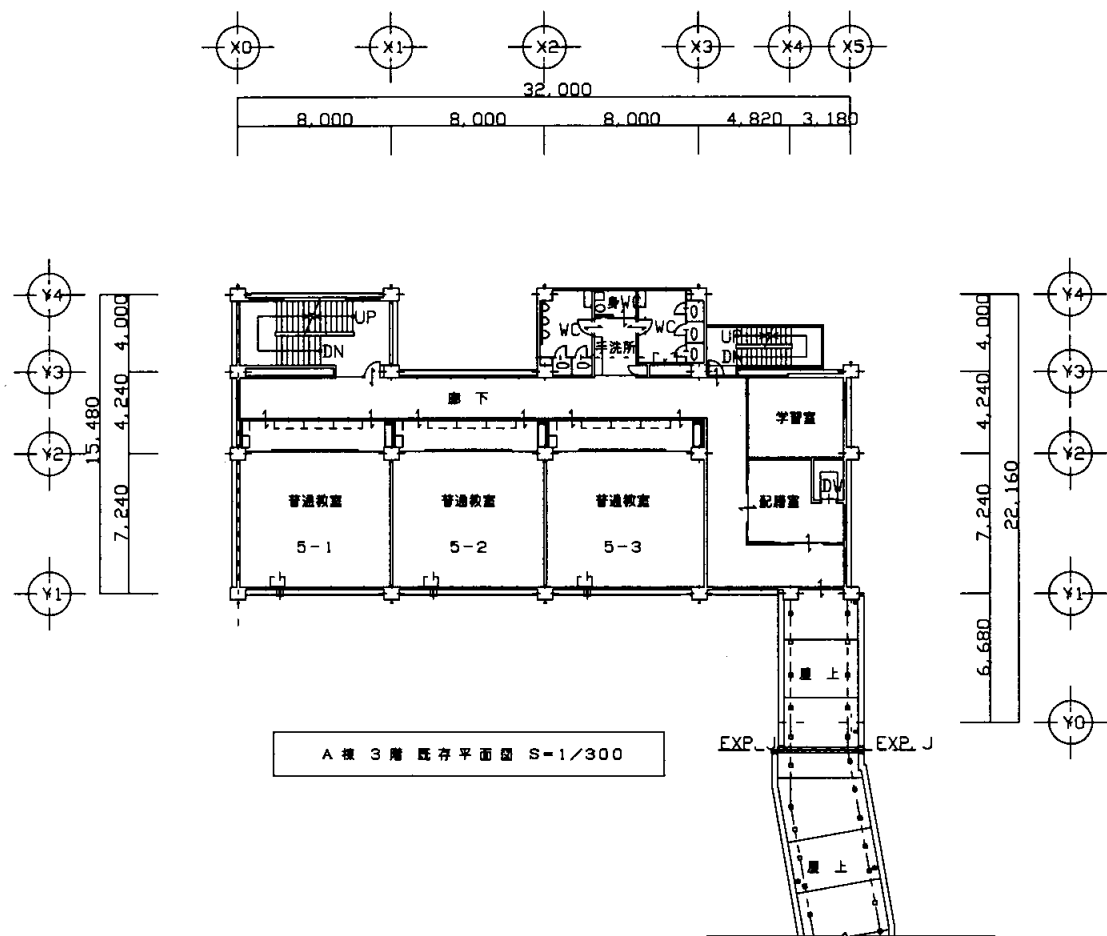 X0 X1 X2 X3 X4 X5
32,000
8,000 8,000 8,000 4,820 3,180
Y4 Y4
4,000 4,000
UP
DN
WC
身WC
WC
手洗所
UP
DN
Y3 Y3
15,480
4,240 4,240
廊下
学習室
Y2 Y2
22,160
7,240 7,240
普通教室
5-1
普通教室
5-2
普通教室
5-3
配膳室
DW
Y1 Y1
6,680
屋上
Y0
EXP.J EXP.J
A棟 3階 既存平面図 S=1/300
屋上